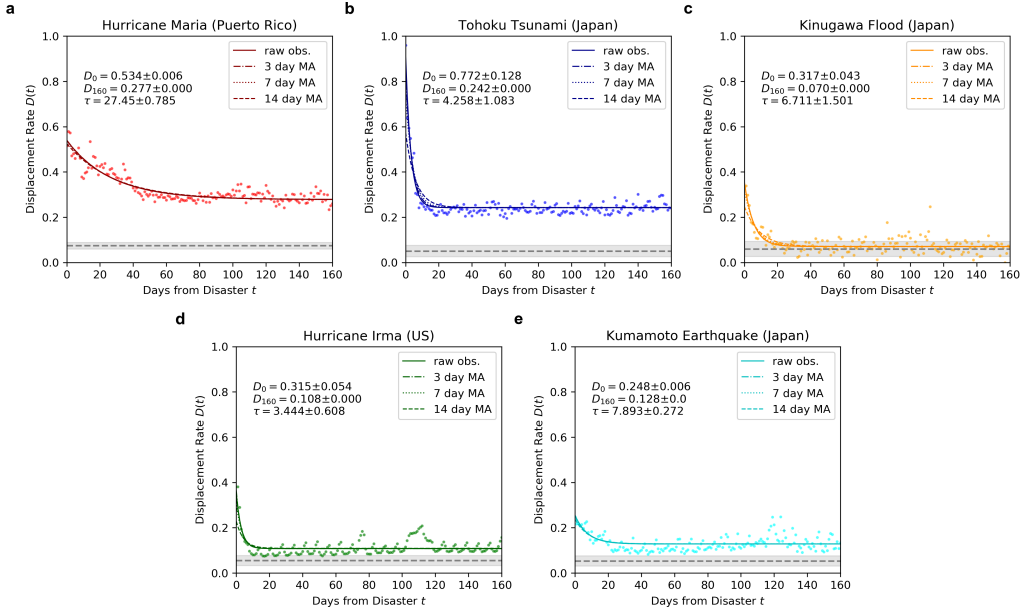 a
Hurricane Maria (Puerto Rico)
1.0
0.8
0.6
0.4
0.2
0.0
Displacement Rate D(t)
D0 = 0.534±0.006
D160 = 0.277±0.000
τ = 27.45±0.785
raw obs.
3 day MA
7 day MA
14 day MA
0 20 40 60 80 100 120 140 160
Days from Disaster t
b
Tohoku Tsunami (Japan)
1.0
0.8
0.6
0.4
0.2
0.0
Displacement Rate D(t)
D0 = 0.772±0.128
D160 = 0.242±0.000
τ = 4.258±1.083
raw obs.
3 day MA
7 day MA
14 day MA
0 20 40 60 80 100 120 140 160
Days from Disaster t
c
Kinugawa Flood (Japan)
1.0
0.8
0.6
0.4
0.2
0.0
Displacement Rate D(t)
D0 = 0.317±0.043
D160 = 0.070±0.000
τ = 6.711±1.501
raw obs.
3 day MA
7 day MA
14 day MA
0 20 40 60 80 100 120 140 160
Days from Disaster t
d
Hurricane Irma (US)
1.0
0.8
0.6
0.4
0.2
0.0
Displacement Rate D(t)
D0 = 0.315±0.054
D160 = 0.108±0.000
τ = 3.444±0.608
raw obs.
3 day MA
7 day MA
14 day MA
0 20 40 60 80 100 120 140 160
Days from Disaster t
e
Kumamoto Earthquake (Japan)
1.0
0.8
0.6
0.4
0.2
0.0
Displacement Rate D(t)
D0 = 0.248±0.006
D160 = 0.128±0.0
τ = 7.893±0.272
raw obs.
3 day MA
7 day MA
14 day MA
0 20 40 60 80 100 120 140 160
Days from Disaster t